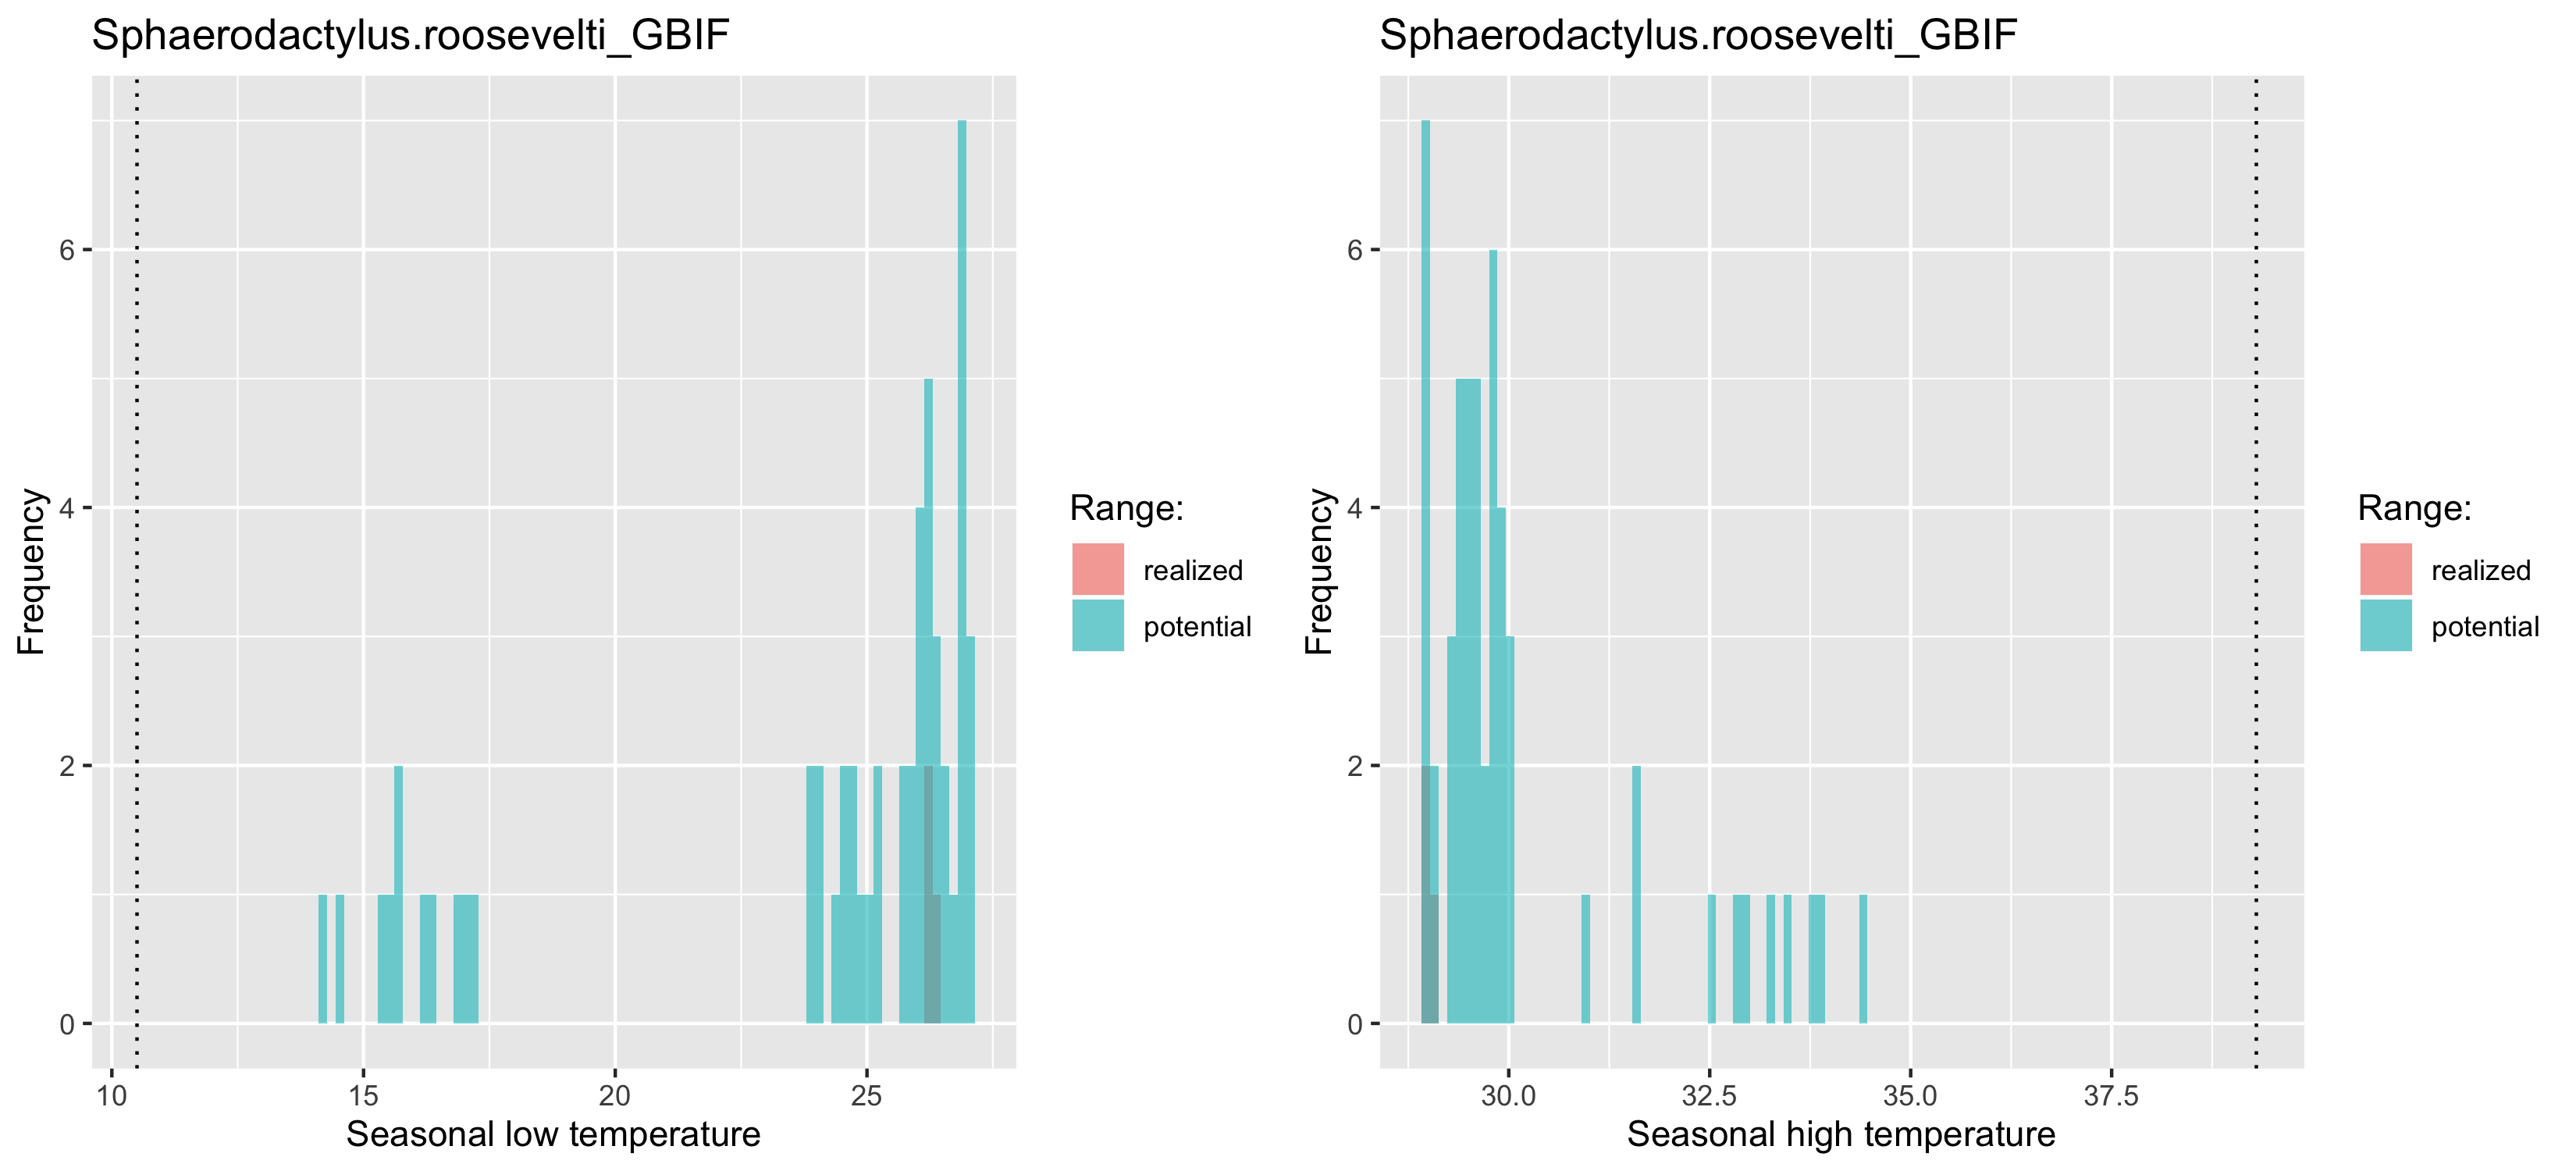 Sphaerodactylus.roosevelti_GBIF
Frequency
6
4
2
0
10 15 20 25
Seasonal low temperature
Range:
realized
potential
Sphaerodactylus.roosevelti_GBIF
Frequency
6
4
2
0
30.0 32.5 35.0 37.5
Seasonal high temperature
Range:
realized
potential